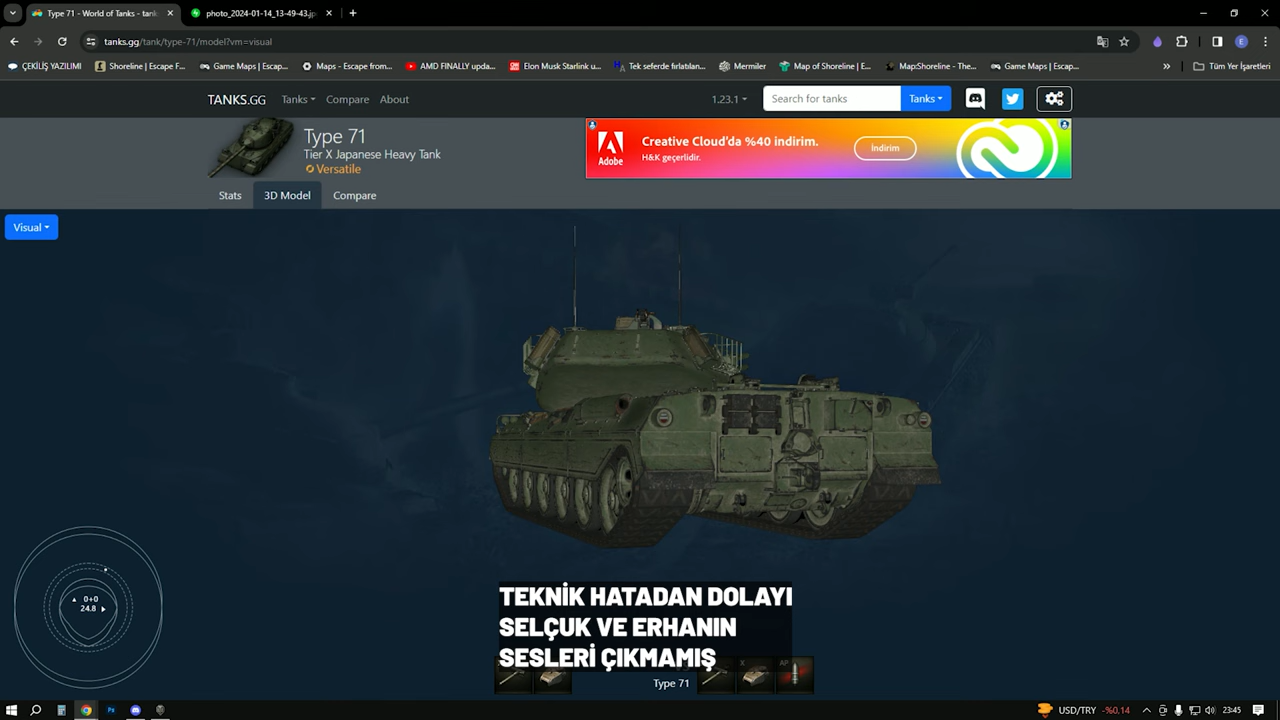 Type 71 - World of Tanks - tank
photo_2024-01-14_13-49-43.jp
tanks.gg/tank/type-71/model?vm=visual
ÇEKİLİŞ YAZILIMI
Shoreline | Escape F...
Game Maps | Escap...
Maps - Escape from...
AMD FINALLY upda...
Elon Musk Starlink u...
Tek seferde fırlatılan...
Mermiler
Map of Shoreline | E...
Map:Shoreline - The...
Game Maps | Escap...
Tüm Yer İşaretleri
TANKS.GG
Tanks
Compare
About
1.23.1
Search for tanks
Tanks
Type 71
Tier X Japanese Heavy Tank
Versatile
Adobe
Creative Cloud'da %40 indirim.
H&K geçerlidir.
İndirim
Stats
3D Model
Compare
Visual
0+0
24.8
TEKNİK HATADAN DOLAYI
SELÇUK VE ERHANIN
SESLERİ ÇIKMAMIŞ
Type 71
X
AP
USD/TRY -%0.14
23:45